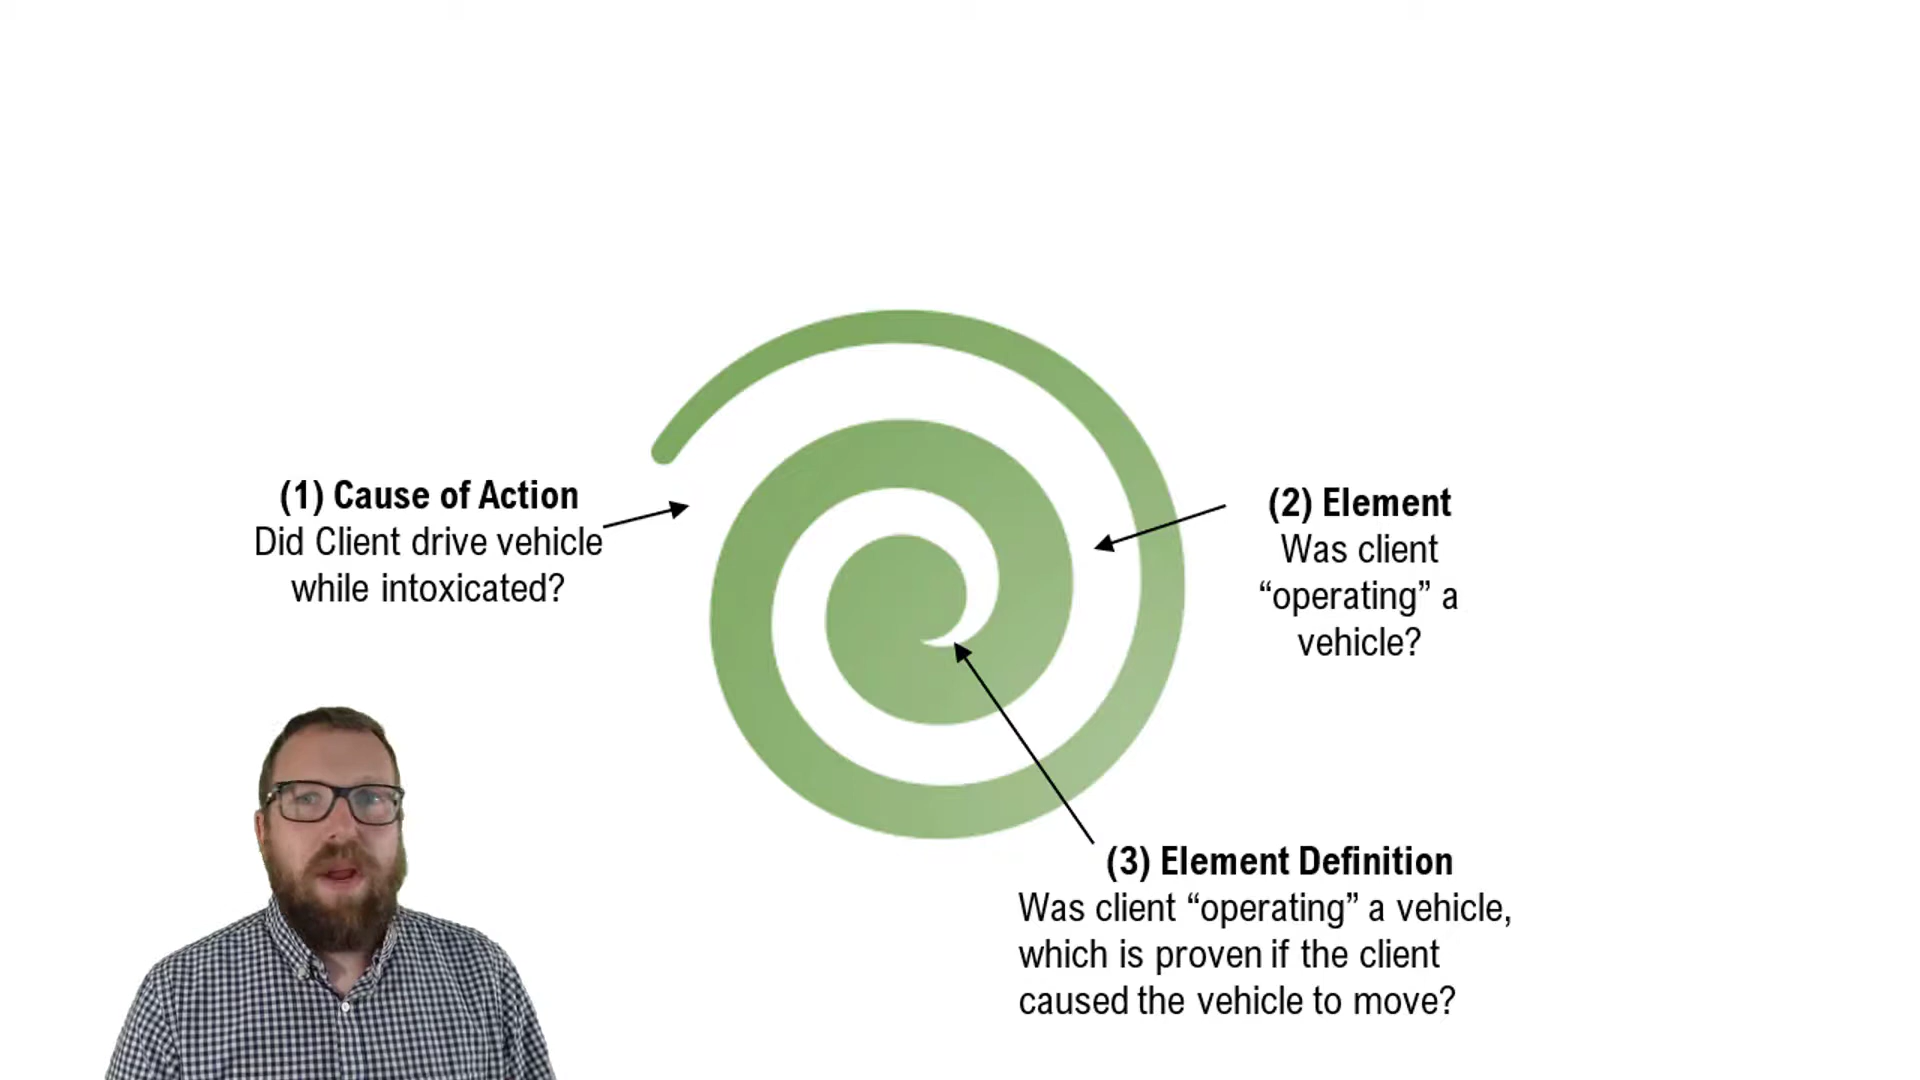 (1) Cause of Action
Did Client drive vehicle
while intoxicated?
(2) Element
Was client
“operating” a
vehicle?
(3) Element Definition
Was client “operating” a vehicle,
which is proven if the client
caused the vehicle to move?